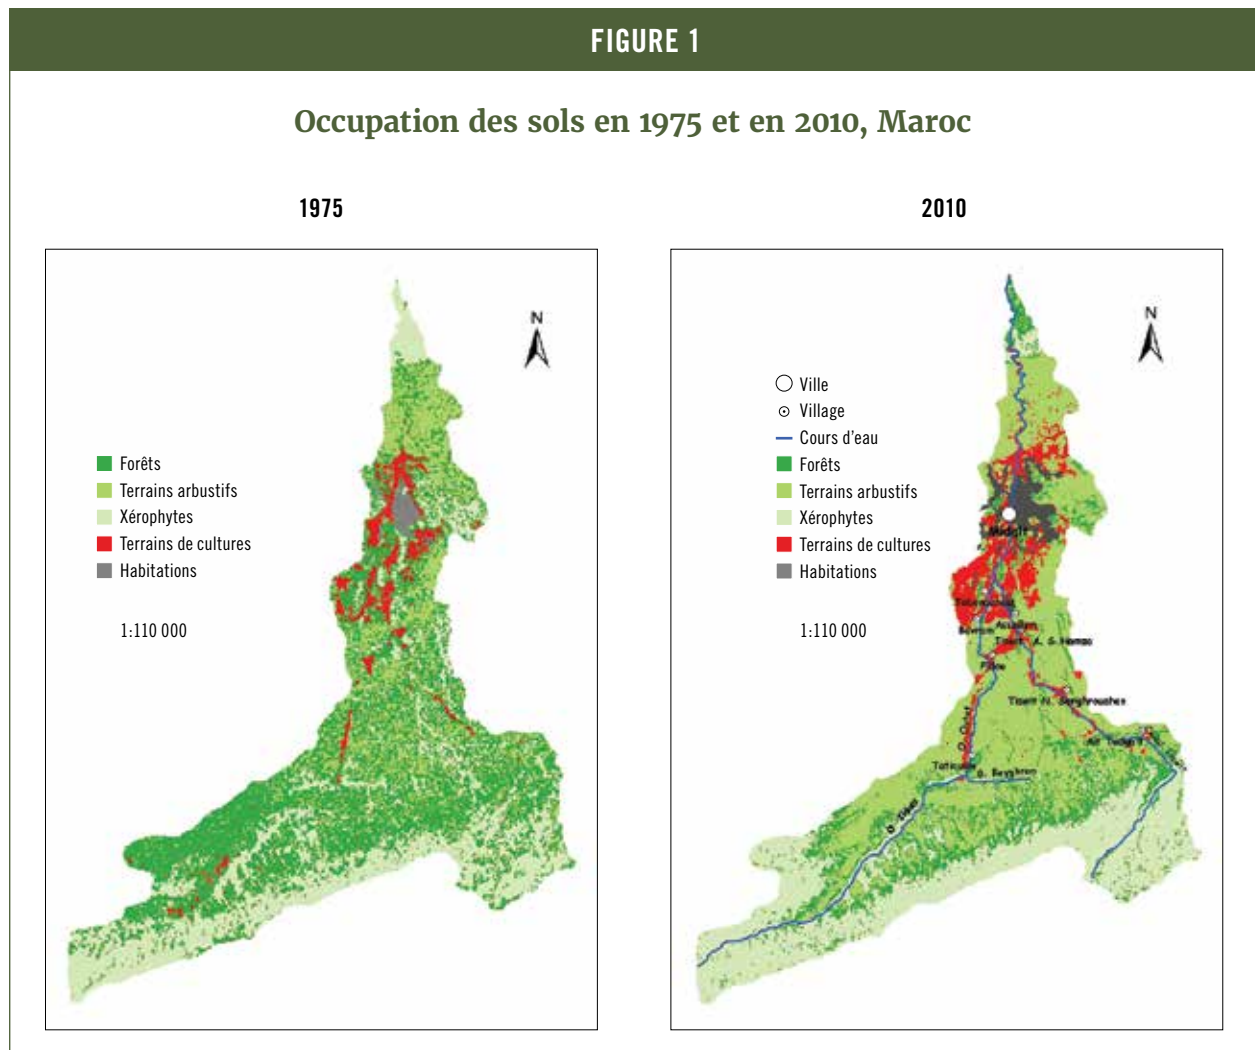 FIGURE 1
Occupation des sols en 1975 et en 2010, Maroc
1975
N
Forêts
Terrains arbustifs
Xérophytes
Terrains de cultures
Habitations
1:110 000
2010
N
Ville
Village
Cours d'eau
Forêts
Terrains arbustifs
Xérophytes
Terrains de cultures
Habitations
1:110 000
Midelt